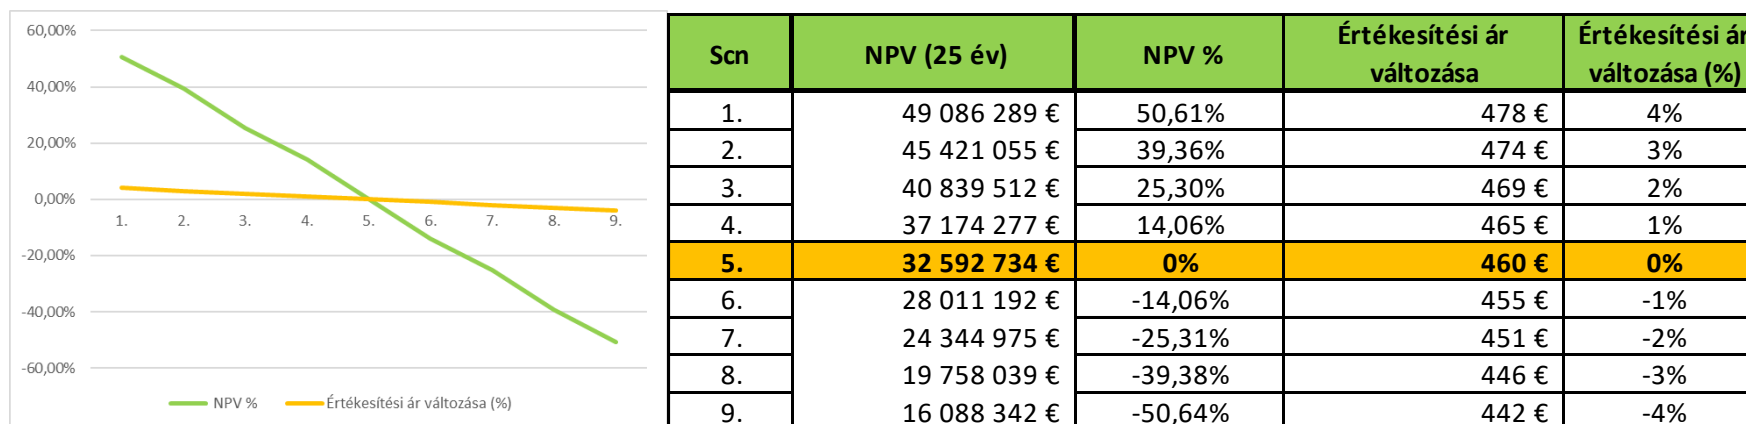 60,00%
40,00%
20,00%
0,00%
-20,00%
-40,00%
-60,00%
1. 2. 3. 4. 5. 6. 7. 8. 9.
NPV % Értékesítési ár változása (%)
Scn NPV (25 év) NPV % Értékesítési ár változása Értékesítési ár változása (%)
1. 49 086 289 € 50,61% 478 € 4%
2. 45 421 055 € 39,36% 474 € 3%
3. 40 839 512 € 25,30% 469 € 2%
4. 37 174 277 € 14,06% 465 € 1%
5. 32 592 734 € 0% 460 € 0%
6. 28 011 192 € -14,06% 455 € -1%
7. 24 344 975 € -25,31% 451 € -2%
8. 19 758 039 € -39,38% 446 € -3%
9. 16 088 342 € -50,64% 442 € -4%